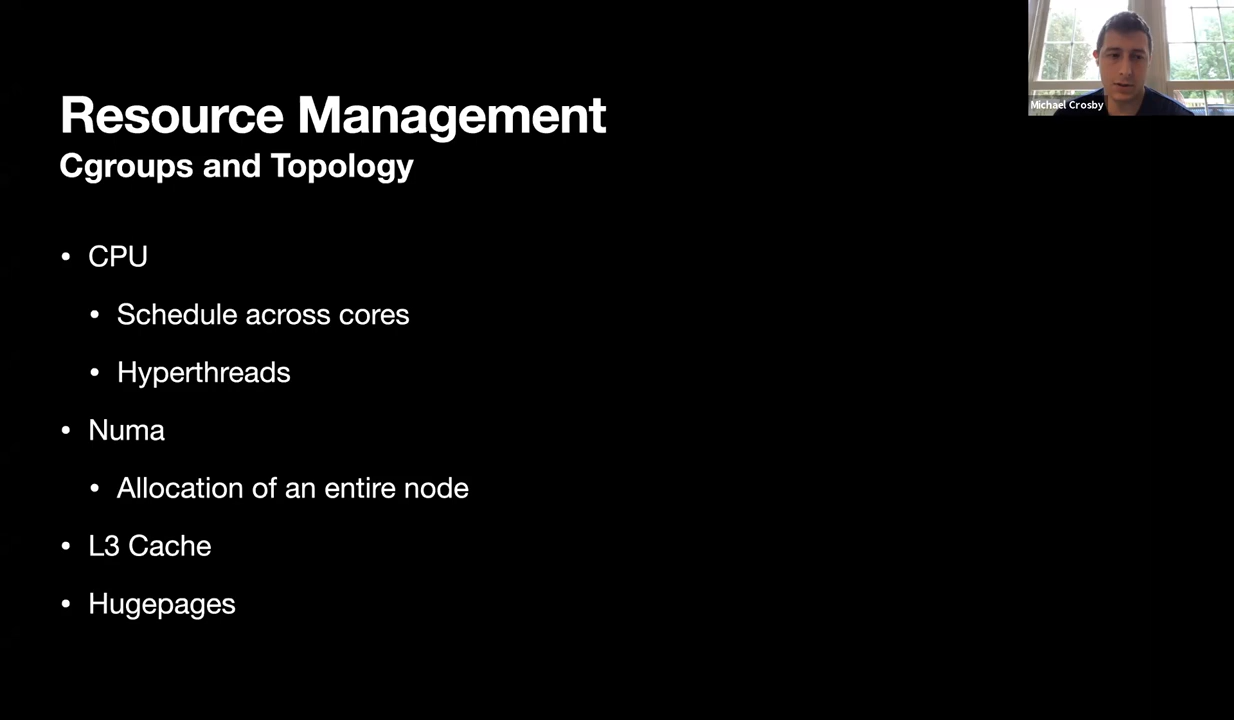 Resource Management
Cgroups and Topology
• CPU
• Schedule across cores
• Hyperthreads
• Numa
• Allocation of an entire node
• L3 Cache
• Hugepages
Michael Crosby